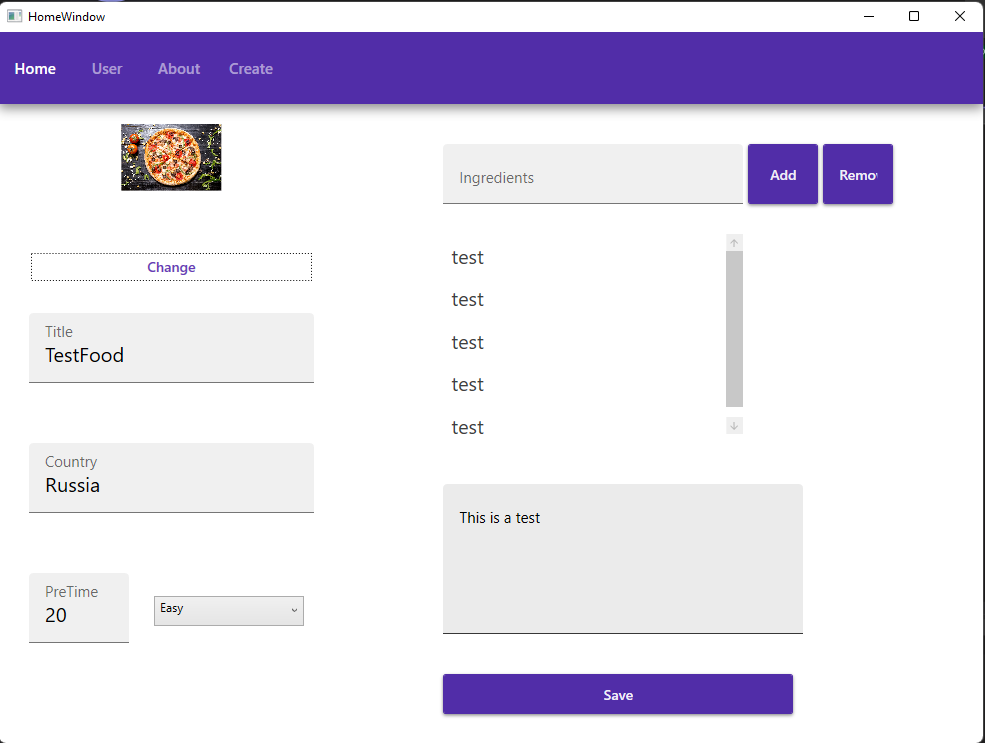 HomeWindow
Home User About Create
Change
Title
TestFood
Country
Russia
PreTime
20
Easy
Ingredients
Add
Remov
test
test
test
test
test
This is a test
Save